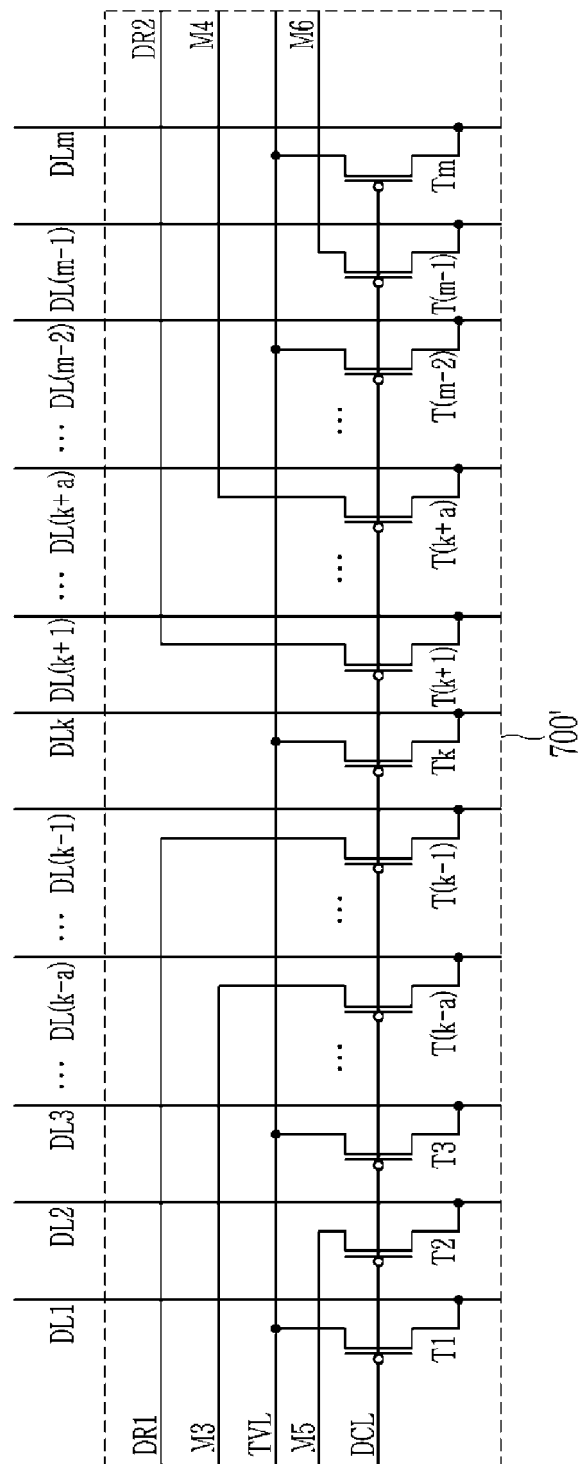 DL1 DL2 DL3 ... DL(k-a) ... DL(k-1) DLk DL(k+1) ... DL(k+a) ... DL(m-2) DL(m-1) DLm
DR1 DR2
M3 M4
TVL
M5 M6
DCL
... ... ... ...
T1 T2 T3 T(k-a) T(k-1) Tk T(k+1) T(k+a) T(m-2) T(m-1) Tm
700'